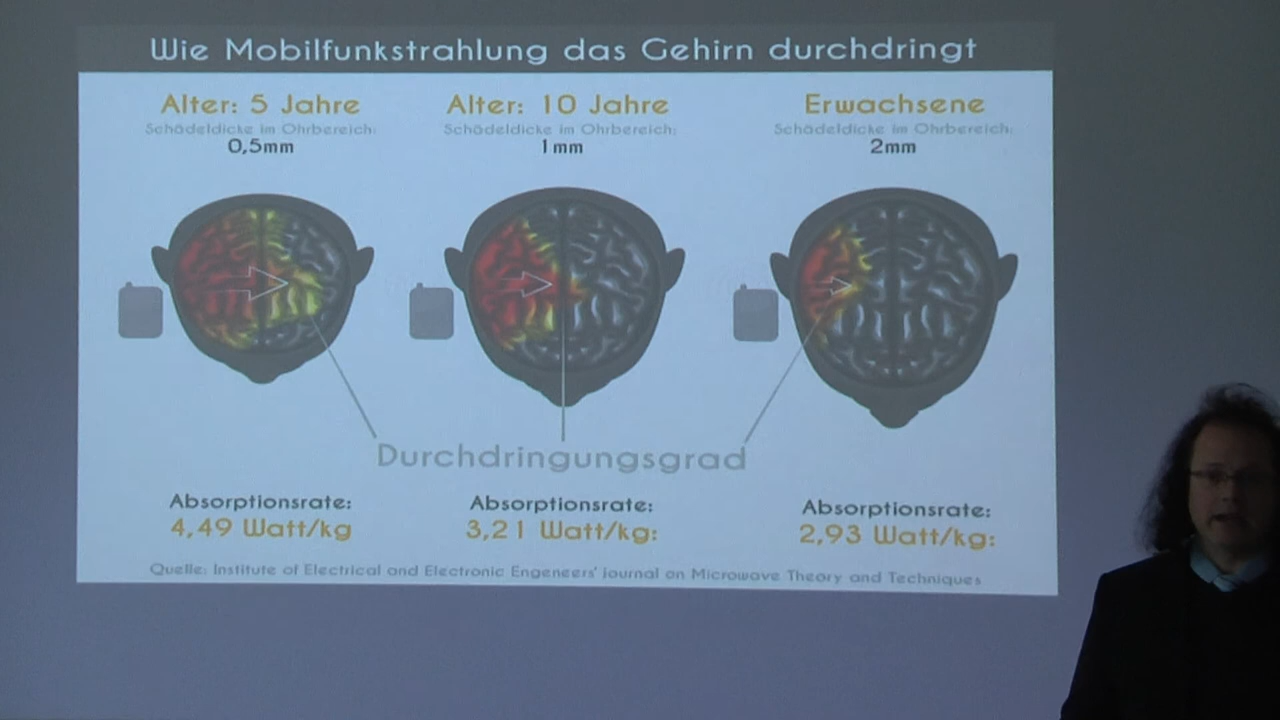 Wie Mobilfunkstrahlung das Gehirn durchdringt
Alter: 5 Jahre
Schädeldicke im Ohrbereich:
0,5mm
Alter: 10 Jahre
Schädeldicke im Ohrbereich:
1mm
Erwachsene
Schädeldicke im Ohrbereich:
2mm
Durchdringungsgrad
Absorptionsrate:
4,49 Watt/kg
Absorptionsrate:
3,21 Watt/kg:
Absorptionsrate:
2,93 Watt/kg:
Quelle: Institute of Electrical and Electronic Engeneers' journal on Microwave Theory and Techniques